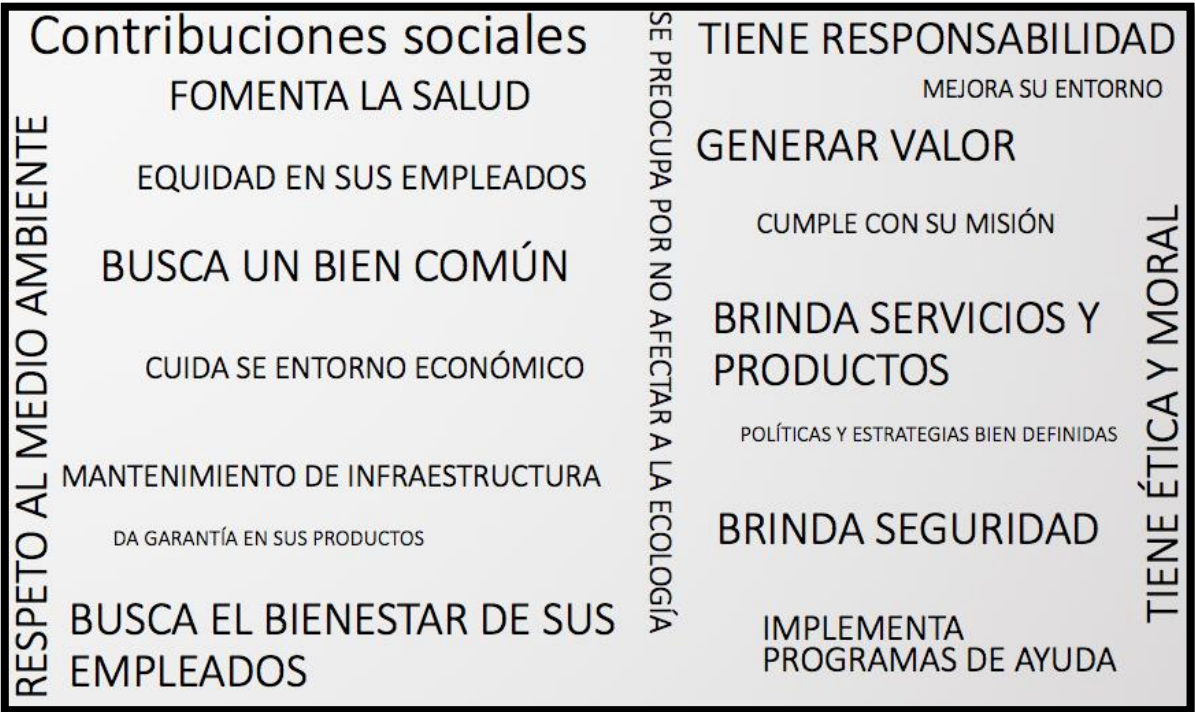 Contribuciones sociales
FOMENTA LA SALUD
EQUIDAD EN SUS EMPLEADOS
BUSCA UN BIEN COMÚN
CUIDA SE ENTORNO ECONÓMICO
MANTENIMIENTO DE INFRAESTRUCTURA
DA GARANTÍA EN SUS PRODUCTOS
BUSCA EL BIENESTAR DE SUS
EMPLEADOS
RESPETO AL MEDIO AMBIENTE
SE PREOCUPA POR NO AFECTAR A LA ECOLOGÍA
TIENE RESPONSABILIDAD
MEJORA SU ENTORNO
GENERAR VALOR
CUMPLE CON SU MISIÓN
BRINDA SERVICIOS Y
PRODUCTOS
POLÍTICAS Y ESTRATEGIAS BIEN DEFINIDAS
BRINDA SEGURIDAD
IMPLEMENTA
PROGRAMAS DE AYUDA
TIENE ÉTICA Y MORAL